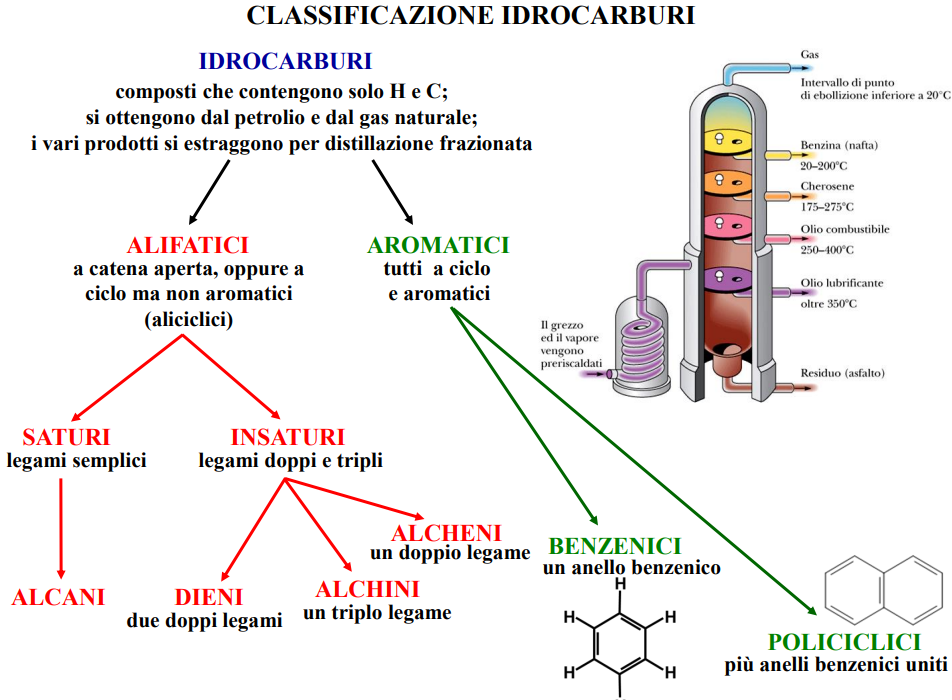 CLASSIFICAZIONE IDROCARBURI
IDROCARBURI
composti che contengono solo H e C;
si ottengono dal petrolio e dal gas naturale;
i vari prodotti si estraggono per distillazione frazionata
ALIFATICI
a catena aperta, oppure a
ciclo ma non aromatici
(aliciclici)
AROMATICI
tutti a ciclo
e aromatici
Gas
Intervallo di punto
di ebollizione inferiore a 20°C
Benzina (nafta)
20–200°C
Cherosene
175–275°C
Olio combustibile
250–400°C
Olio lubrificante
oltre 350°C
Il grezzo
ed il vapore
vengono
preriscaldati
Residuo (asfalto)
SATURI
legami semplici
INSATURI
legami doppi e tripli
ALCANI
DIENI
due doppi legami
ALCHINI
un triplo legame
ALCHENI
un doppio legame
BENZENICI
un anello benzenico
H
H H
H H
POLICICLICI
più anelli benzenici uniti